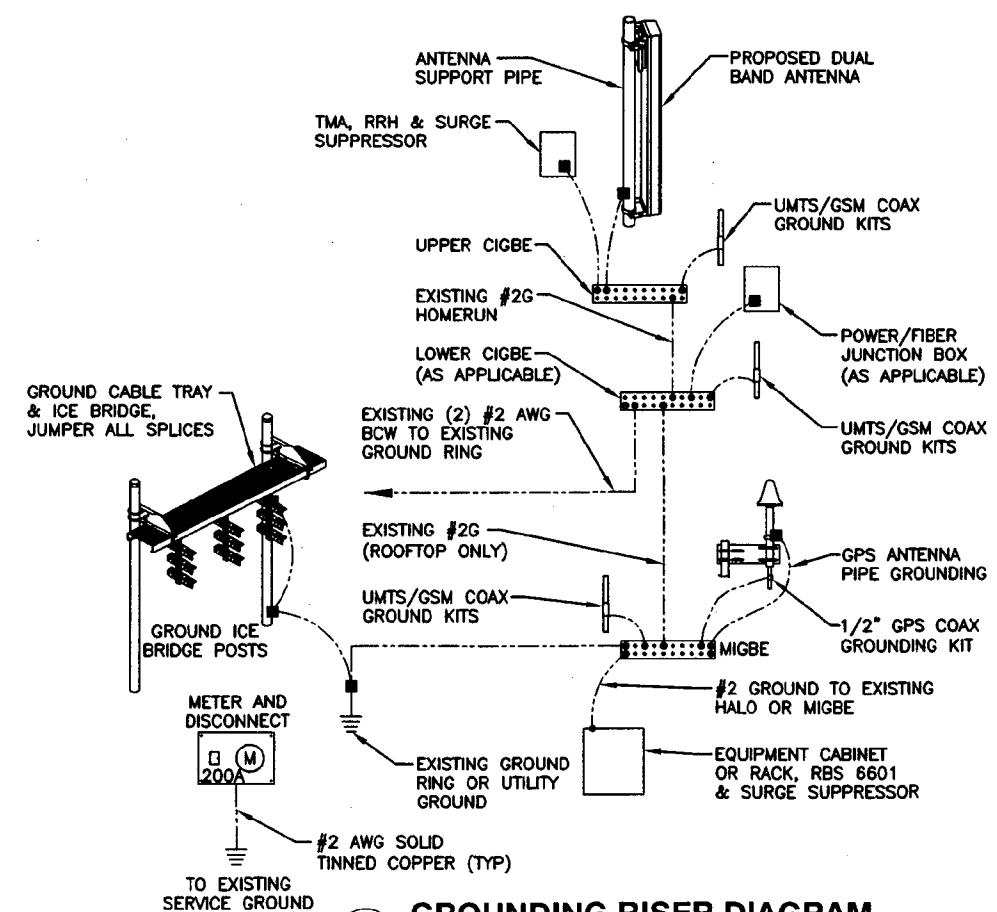 ANTENNA
SUPPORT PIPE
PROPOSED DUAL
BAND ANTENNA
TMA, RRH & SURGE
SUPPRESSOR
UMTS/GSM COAX
GROUND KITS
UPPER CIGBE
EXISTING #2G
HOMERUN
POWER/FIBER
JUNCTION BOX
(AS APPLICABLE)
LOWER CIGBE
(AS APPLICABLE)
GROUND CABLE TRAY
& ICE BRIDGE,
JUMPER ALL SPLICES
EXISTING (2) #2 AWG
BCW TO EXISTING
GROUND RING
UMTS/GSM COAX
GROUND KITS
EXISTING #2G
(ROOFTOP ONLY)
GPS ANTENNA
PIPE GROUNDING
UMTS/GSM COAX
GROUND KITS
1/2" GPS COAX
GROUNDING KIT
GROUND ICE
BRIDGE POSTS
MIGBE
#2 GROUND TO EXISTING
HALO OR MIGBE
METER AND
DISCONNECT
M
200A
EXISTING GROUND
RING OR UTILITY
GROUND
EQUIPMENT CABINET
OR RACK, RBS 6601
& SURGE SUPPRESSOR
#2 AWG SOLID
TINNED COPPER (TYP)
TO EXISTING
SERVICE GROUND
GROUNDING RISER DIAGRAM